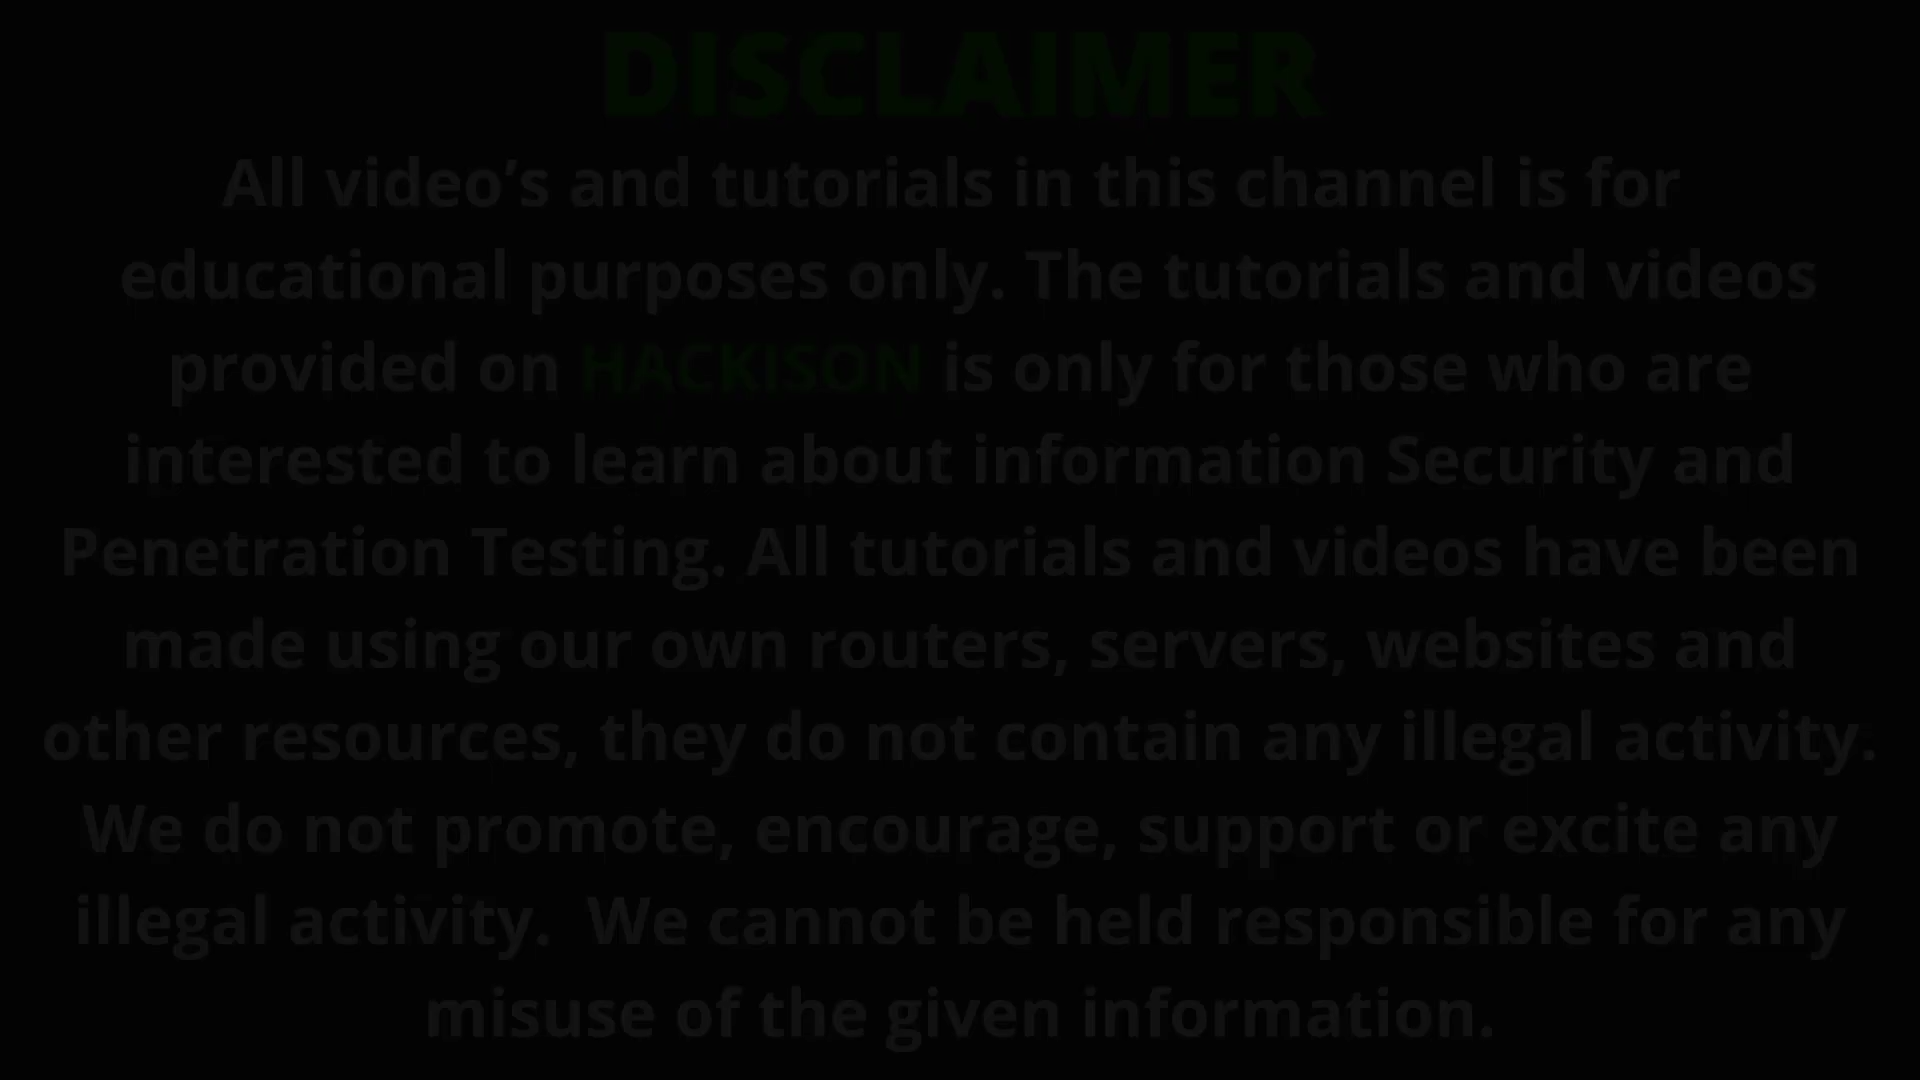 DISCLAIMER
All video’s and tutorials in this channel is for
educational purposes only. The tutorials and videos
provided on HACKISON is only for those who are
interested to learn about information Security and
Penetration Testing. All tutorials and videos have been
made using our own routers, servers, websites and
other resources, they do not contain any illegal activity.
We do not promote, encourage, support or excite any
illegal activity.  We cannot be held responsible for any
misuse of the given information.